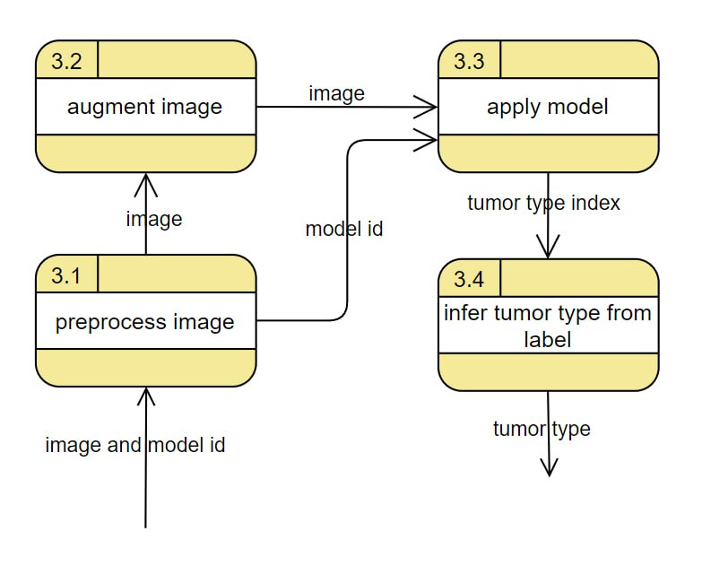 3.2
augment image
image
3.3
apply model
image
model id
tumor type index
3.1
preprocess image
3.4
infer tumor type from
label
image and model id
tumor type